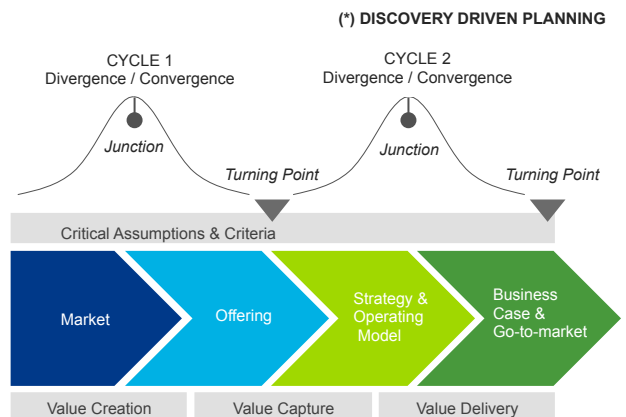 (*) DISCOVERY DRIVEN PLANNING
CYCLE 1
Divergence / Convergence
CYCLE 2
Divergence / Convergence
Junction
Turning Point
Junction
Turning Point
Critical Assumptions & Criteria
Market
Offering
Strategy &
Operating
Model
Business
Case &
Go-to-market
Value Creation
Value Capture
Value Delivery